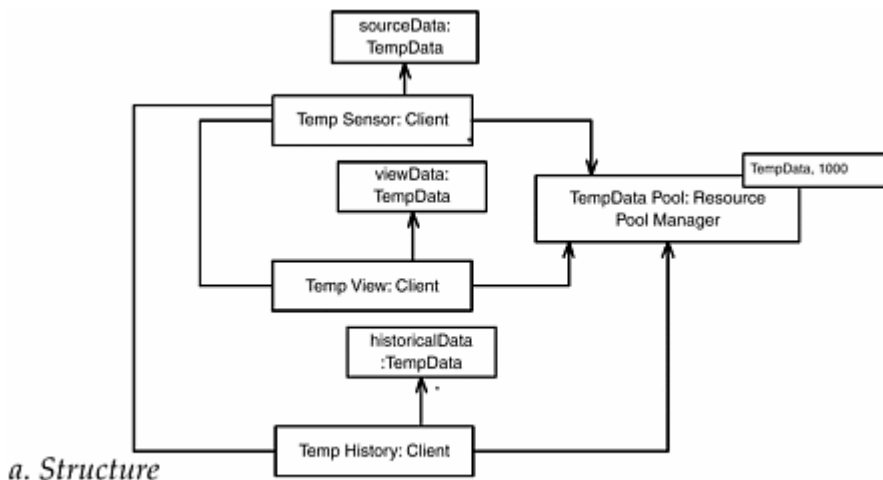 sourceData:
TempData
Temp Sensor: Client
TempData, 1000
viewData:
TempData
TempData Pool: Resource
Pool Manager
Temp View: Client
historicalData
:TempData
Temp History: Client
a. Structure